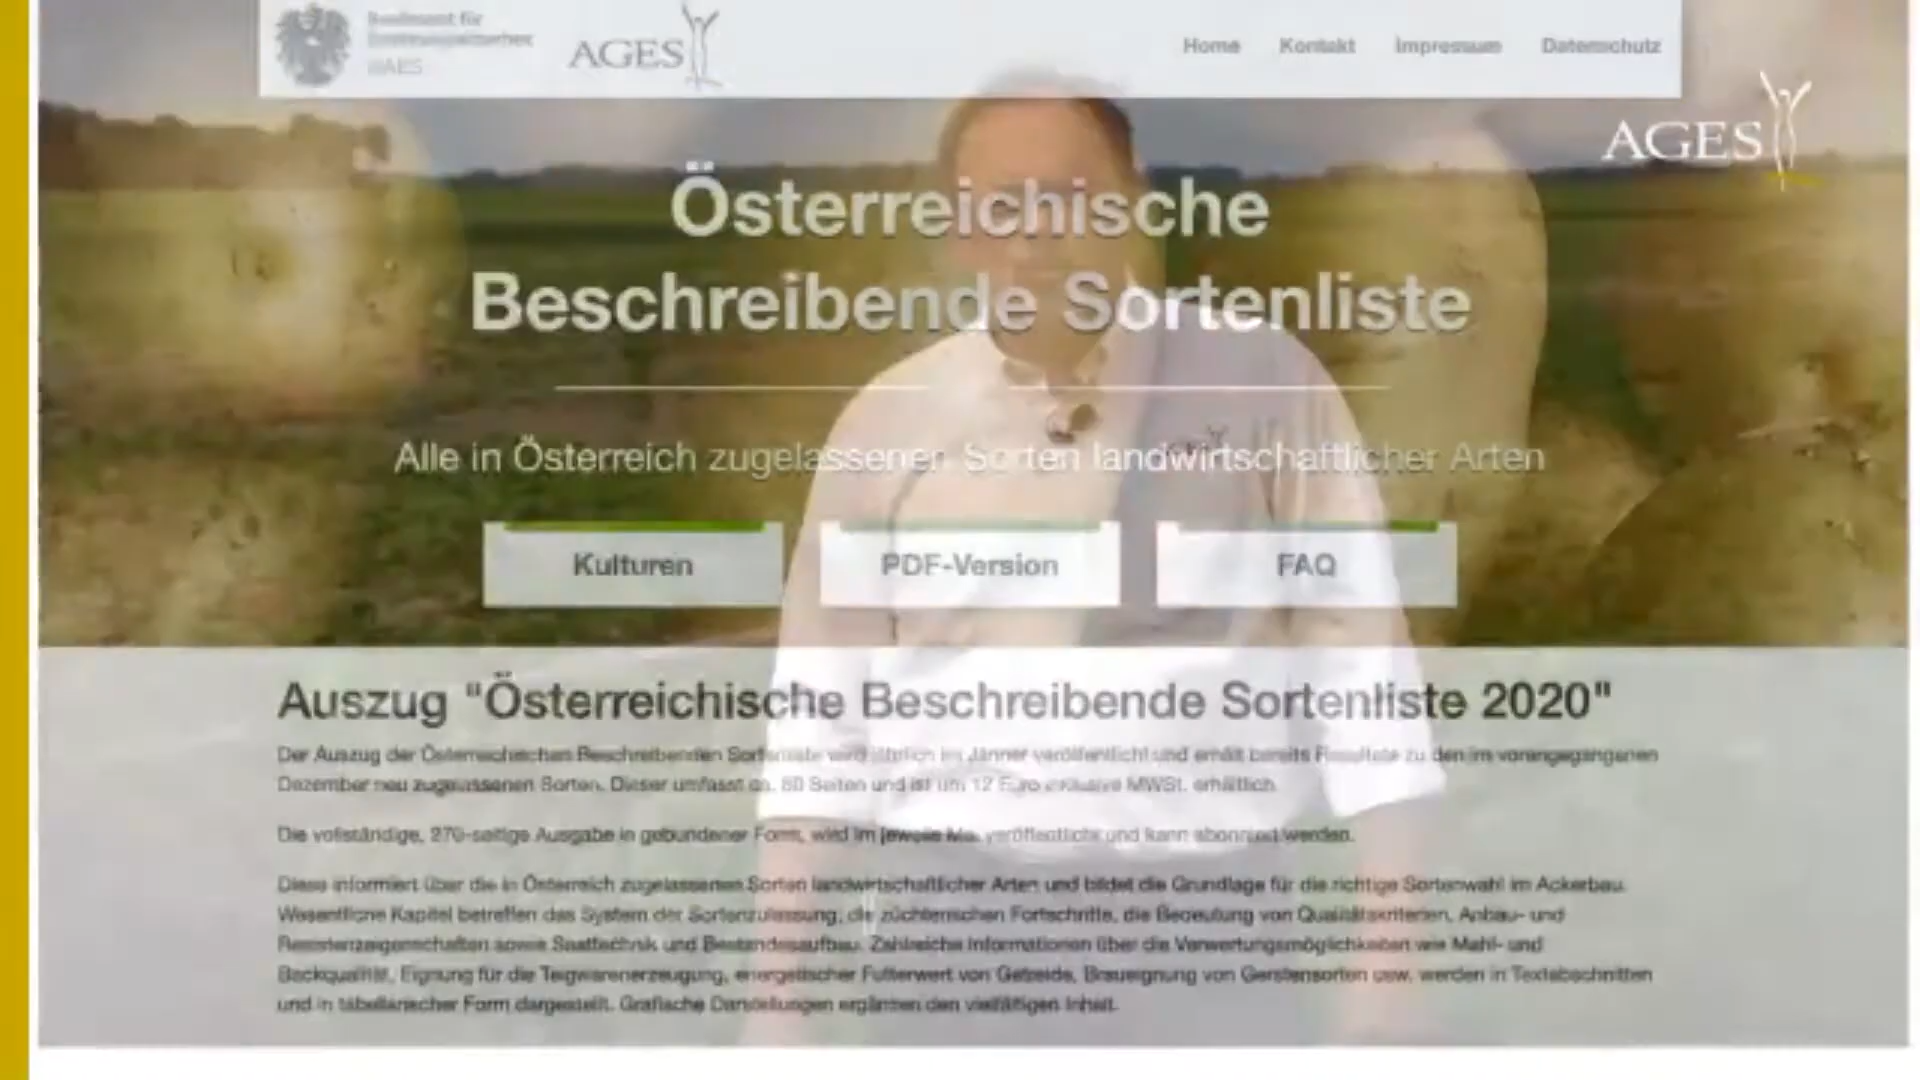 Bundesamt für
Ernährungssicherheit
BAES
AGES
Home Kontakt Impressum Datenschutz
AGES
Österreichische
Beschreibende Sortenliste
Alle in Österreich zugelassenen Sorten landwirtschaftlicher Arten
Kulturen PDF-Version FAQ
Auszug "Österreichische Beschreibende Sortenliste 2020"
Der Auszug der Österreichischen Beschreibenden Sortenliste wird jährlich im Jänner veröffentlicht und enthält bereits Resultate zu den im vorangegangenen
Dezember neu zugelassenen Sorten. Dieser umfasst ca. 80 Seiten und ist um 12 Euro inklusive MWSt. erhältlich.
Die vollständige, 270-seitige Ausgabe in gebundener Form, wird im jeweils Mai veröffentlicht und kann abonniert werden.
Diese informiert über die in Österreich zugelassenen Sorten landwirtschaftlicher Arten und bildet die Grundlage für die richtige Sortenwahl im Ackerbau.
Wesentliche Kapitel betreffen das System der Sortenzulassung, die züchterischen Fortschritte, die Bedeutung von Qualitätskriterien, Anbau- und
Resistenzeigenschaften sowie Saattechnik und Bestandesaufbau. Zahlreiche Informationen über die Verwertungsmöglichkeiten wie Mahl- und
Backqualität, Eignung für die Teigwarenerzeugung, energetischer Futterwert von Getreide, Braueignung von Gerstensorten usw. werden in Textabschnitten
und in tabellarischer Form dargestellt. Grafische Darstellungen ergänzen den vielfältigen Inhalt.